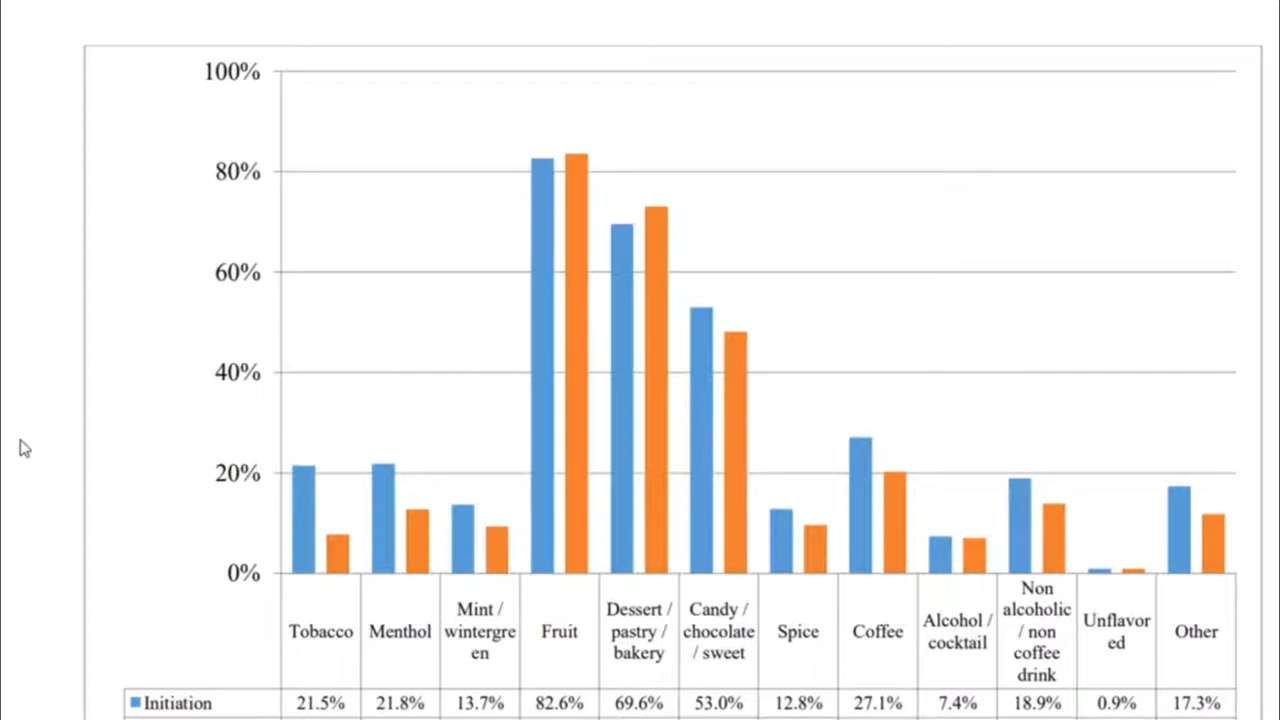 100%
80%
60%
40%
20%
0%
Tobacco
Menthol
Mint /
wintergre
en
Fruit
Dessert /
pastry /
bakery
Candy /
chocolate
/ sweet
Spice
Coffee
Alcohol /
cocktail
Non
alcoholic
/ non
coffee
drink
Unflavor
ed
Other
Initiation 21.5% 21.8% 13.7% 82.6% 69.6% 53.0% 12.8% 27.1% 7.4% 18.9% 0.9% 17.3%